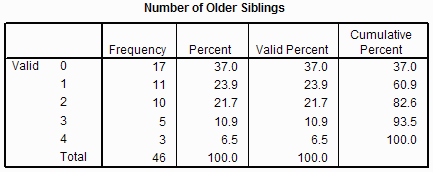 Number of Older Siblings
Frequency Percent Valid Percent Cumulative Percent
Valid 0 17 37.0 37.0 37.0
1 11 23.9 23.9 60.9
2 10 21.7 21.7 82.6
3 5 10.9 10.9 93.5
4 3 6.5 6.5 100.0
Total 46 100.0 100.0